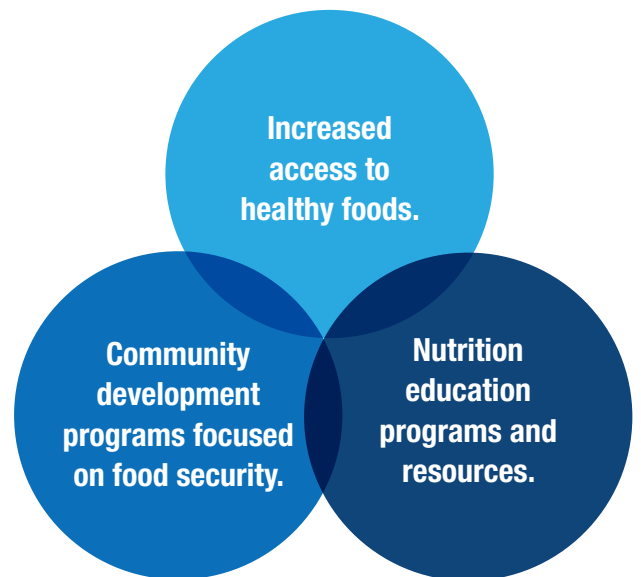 Increased
access to
healthy foods.
Community
development
programs focused
on food security.
Nutrition
education
programs and
resources.